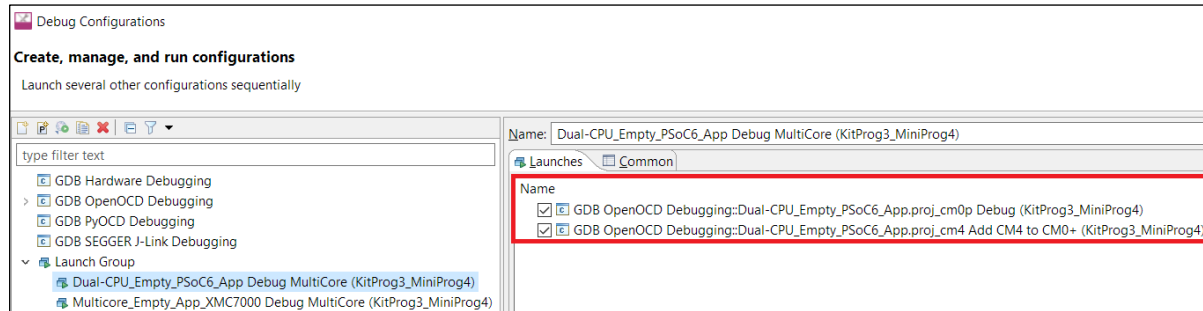 Debug Configurations
Create, manage, and run configurations
Launch several other configurations sequentially
type filter text
GDB Hardware Debugging
GDB OpenOCD Debugging
GDB PyOCD Debugging
GDB SEGGER J-Link Debugging
Launch Group
Dual-CPU_Empty_PSoC6_App Debug MultiCore (KitProg3_MiniProg4)
Multicore_Empty_App_XMC7000 Debug MultiCore (KitProg3_MiniProg4)
Name: Dual-CPU_Empty_PSoC6_App Debug MultiCore (KitProg3_MiniProg4)
Launches Common
Name
GDB OpenOCD Debugging::Dual-CPU_Empty_PSoC6_App.proj_cm0p Debug (KitProg3_MiniProg4)
GDB OpenOCD Debugging::Dual-CPU_Empty_PSoC6_App.proj_cm4 Add CM4 to CM0+ (KitProg3_MiniProg4)